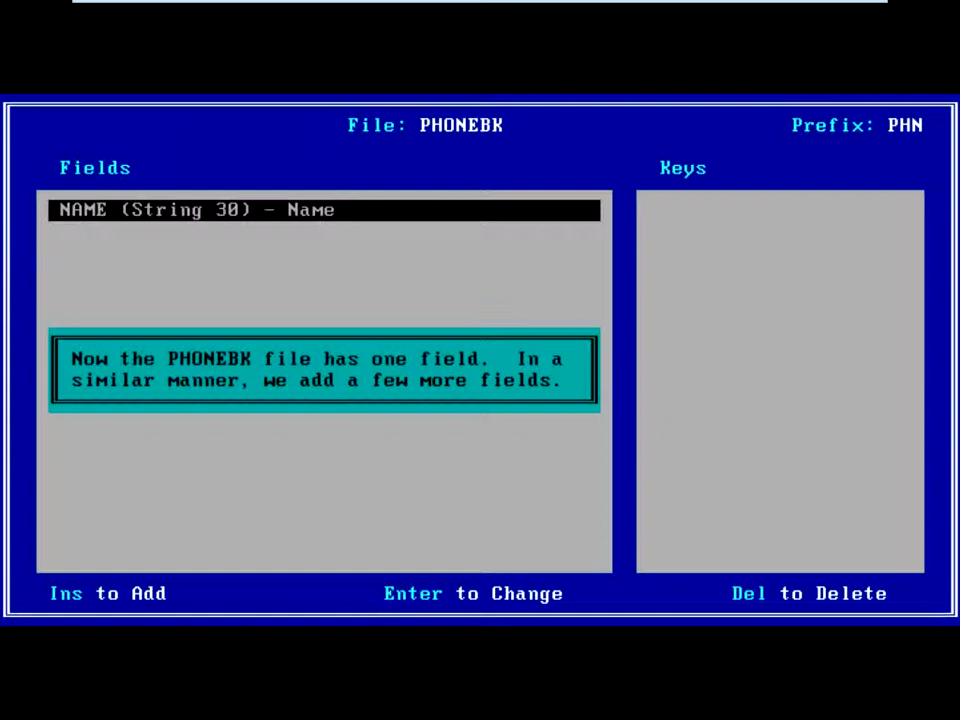 File: PHONEBK Prefix: PHN
Fields Keys
NAME (String 30) - Name
Now the PHONEBK file has one field. In a
similar manner, we add a few more fields.
Ins to Add Enter to Change Del to Delete